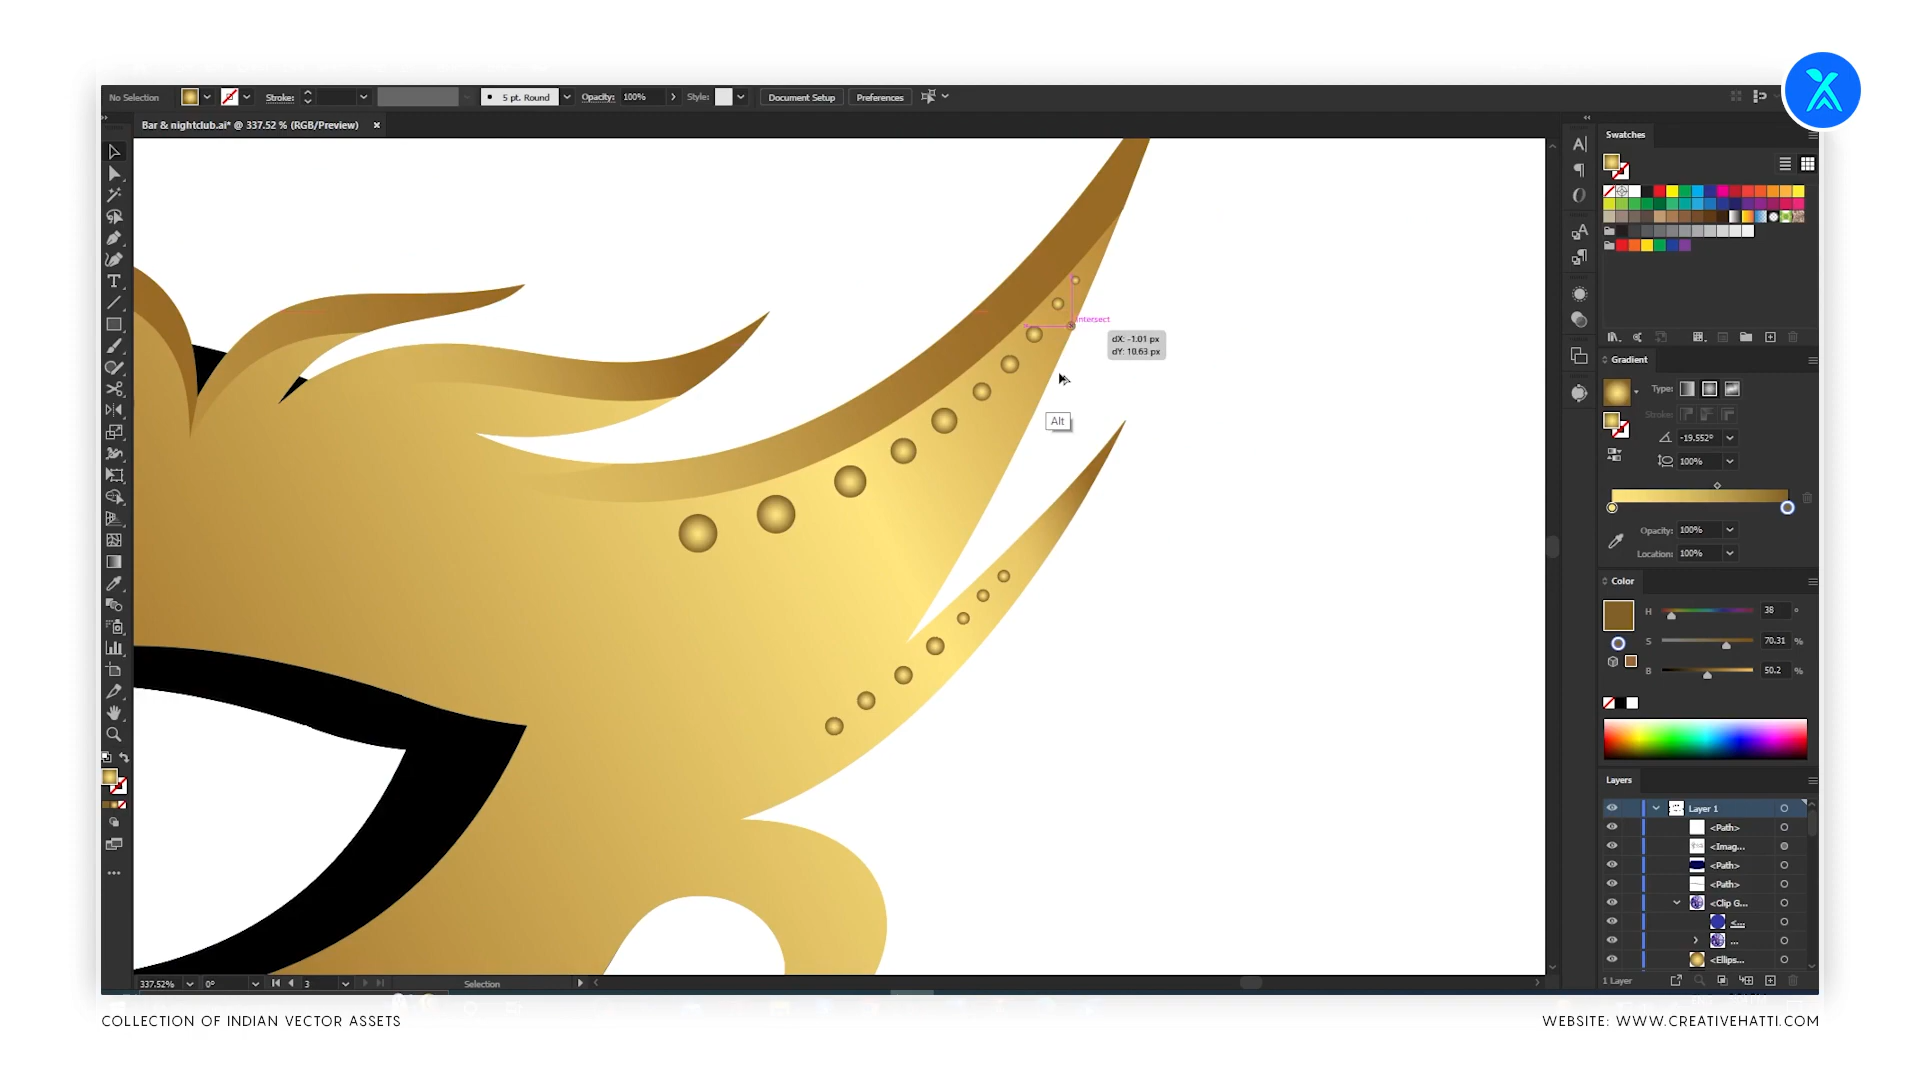 No Selection
Stroke:
5 pt. Round
Opacity:
100%
Style:
Document Setup
Preferences
Bar & nightclub.ai* @ 337.52 % (RGB/Preview)
Swatches
Intersect
dX: -1.01 px
dY: 10.63 px
Alt
Gradient
Type:
Stroke:
-19.552°
100%
Opacity:
100%
Location:
100%
Color
H
38
°
S
70.31
%
B
50.2
%
Layers
Layer 1
<Path>
<Imag...
<Path>
<Path>
<Clip G...
<...
...
<Ellips...
1 Layer
337.52%
0°
3
Selection
COLLECTION OF INDIAN VECTOR ASSETS
WEBSITE: WWW.CREATIVEHATTI.COM